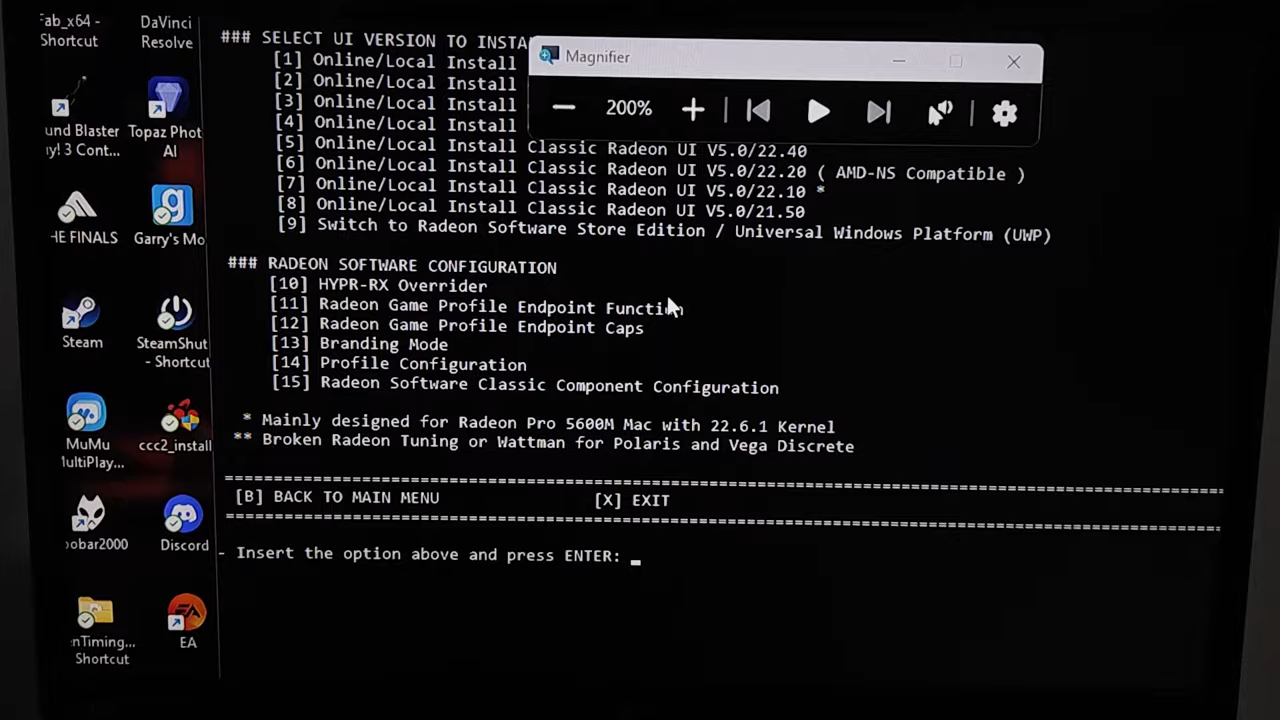 Fab_x64 -
Shortcut
DaVinci
Resolve
und Blaster
y! 3 Cont...
Topaz Phot
AI
HE FINALS
Garry's Mo
Steam
SteamShut
- Shortcut
MuMu
MultiPlay...
ccc2_install
oobar2000
Discord
enTiming...
Shortcut
EA
Magnifier
200%
### SELECT UI VERSION TO INSTA
[1] Online/Local Install
[2] Online/Local Install
[3] Online/Local Install
[4] Online/Local Install
[5] Online/Local Install Classic Radeon UI V5.0/22.40
[6] Online/Local Install Classic Radeon UI V5.0/22.20 ( AMD-NS Compatible )
[7] Online/Local Install Classic Radeon UI V5.0/22.10 *
[8] Online/Local Install Classic Radeon UI V5.0/21.50
[9] Switch to Radeon Software Store Edition / Universal Windows Platform (UWP)
### RADEON SOFTWARE CONFIGURATION
[10] HYPR-RX Overrider
[11] Radeon Game Profile Endpoint Function
[12] Radeon Game Profile Endpoint Caps
[13] Branding Mode
[14] Profile Configuration
[15] Radeon Software Classic Component Configuration
* Mainly designed for Radeon Pro 5600M Mac with 22.6.1 Kernel
** Broken Radeon Tuning or Wattman for Polaris and Vega Discrete
[B] BACK TO MAIN MENU [X] EXIT
- Insert the option above and press ENTER: _